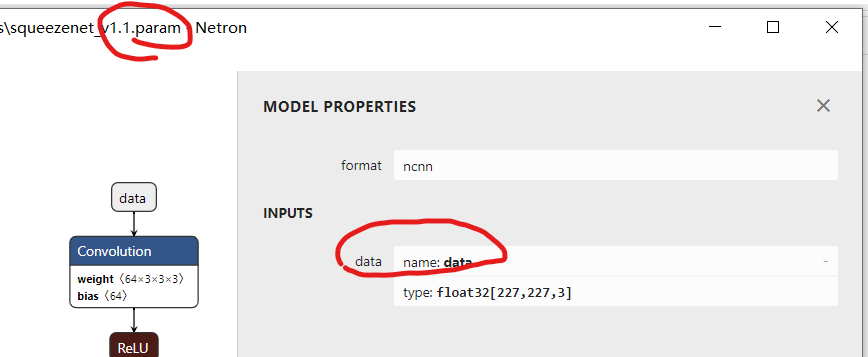 s\squeezenet_v1.1.param - Netron
MODEL PROPERTIES
format
ncnn
INPUTS
data
name: data
-
type: float32[227,227,3]
data
Convolution
weight〈64×3×3×3〉
bias〈64〉
ReLU